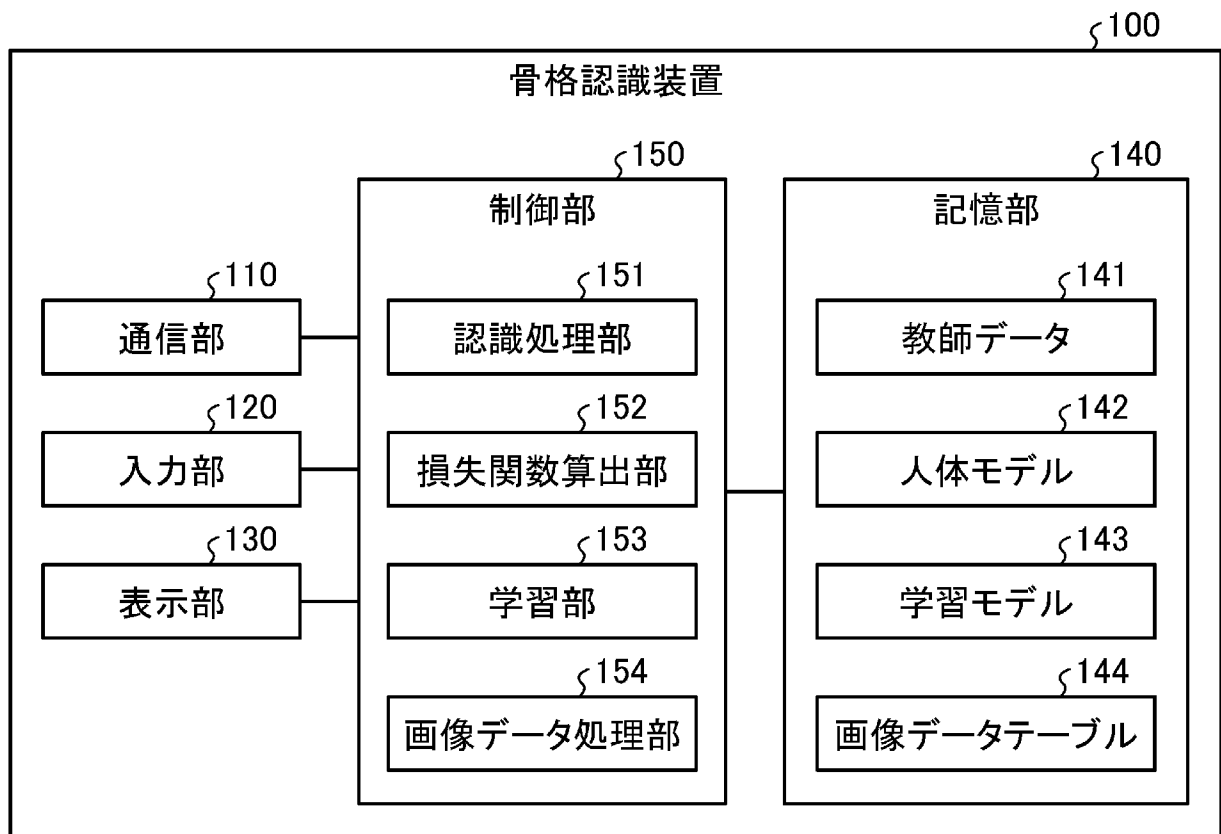 100
骨格認識装置
150
制御部
140
記憶部
110
通信部
120
入力部
130
表示部
151
認識処理部
152
損失関数算出部
153
学習部
154
画像データ処理部
141
教師データ
142
人体モデル
143
学習モデル
144
画像データテーブル